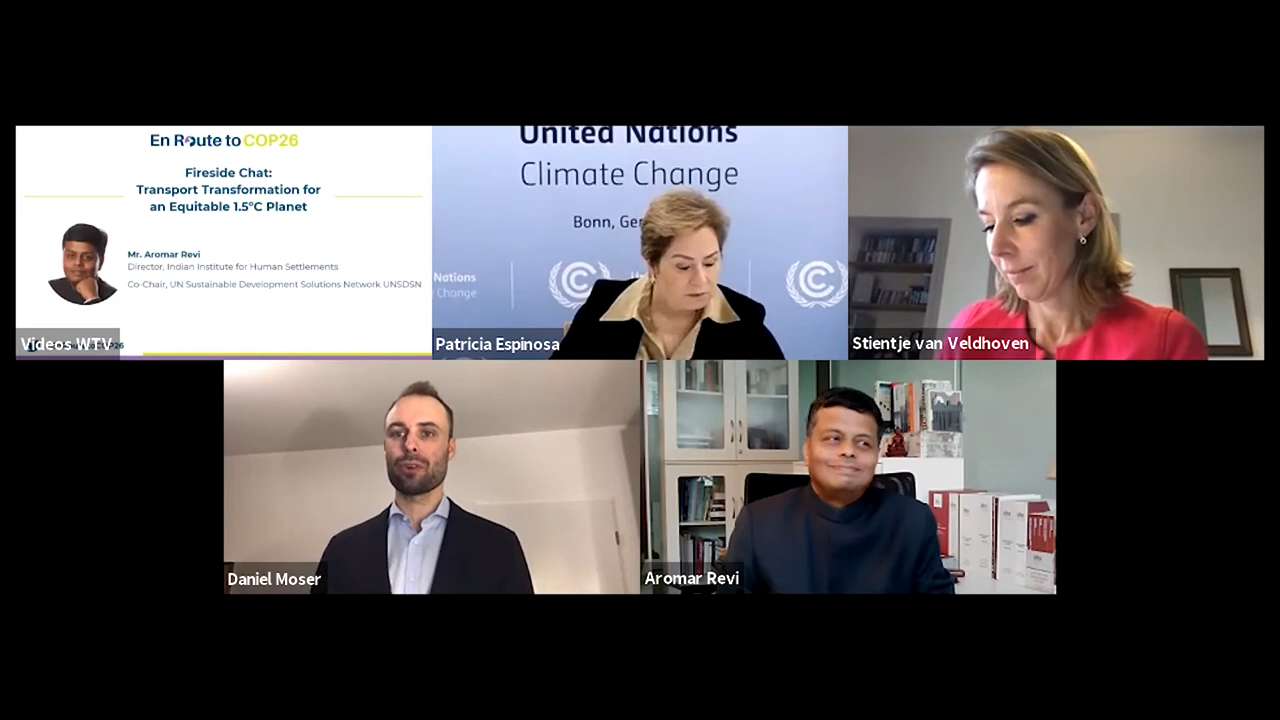 En Route to COP26
Fireside Chat:
Transport Transformation for
an Equitable 1.5°C Planet
Mr. Aromar Revi
Director, Indian Institute for Human Settlements
Co-Chair, UN Sustainable Development Solutions Network UNSDSN
Videos WTV
United Nations
Climate Change
Bonn, Ger
Nations
Change
Patricia Espinosa
Stientje van Veldhoven
Daniel Moser
Aromar Revi